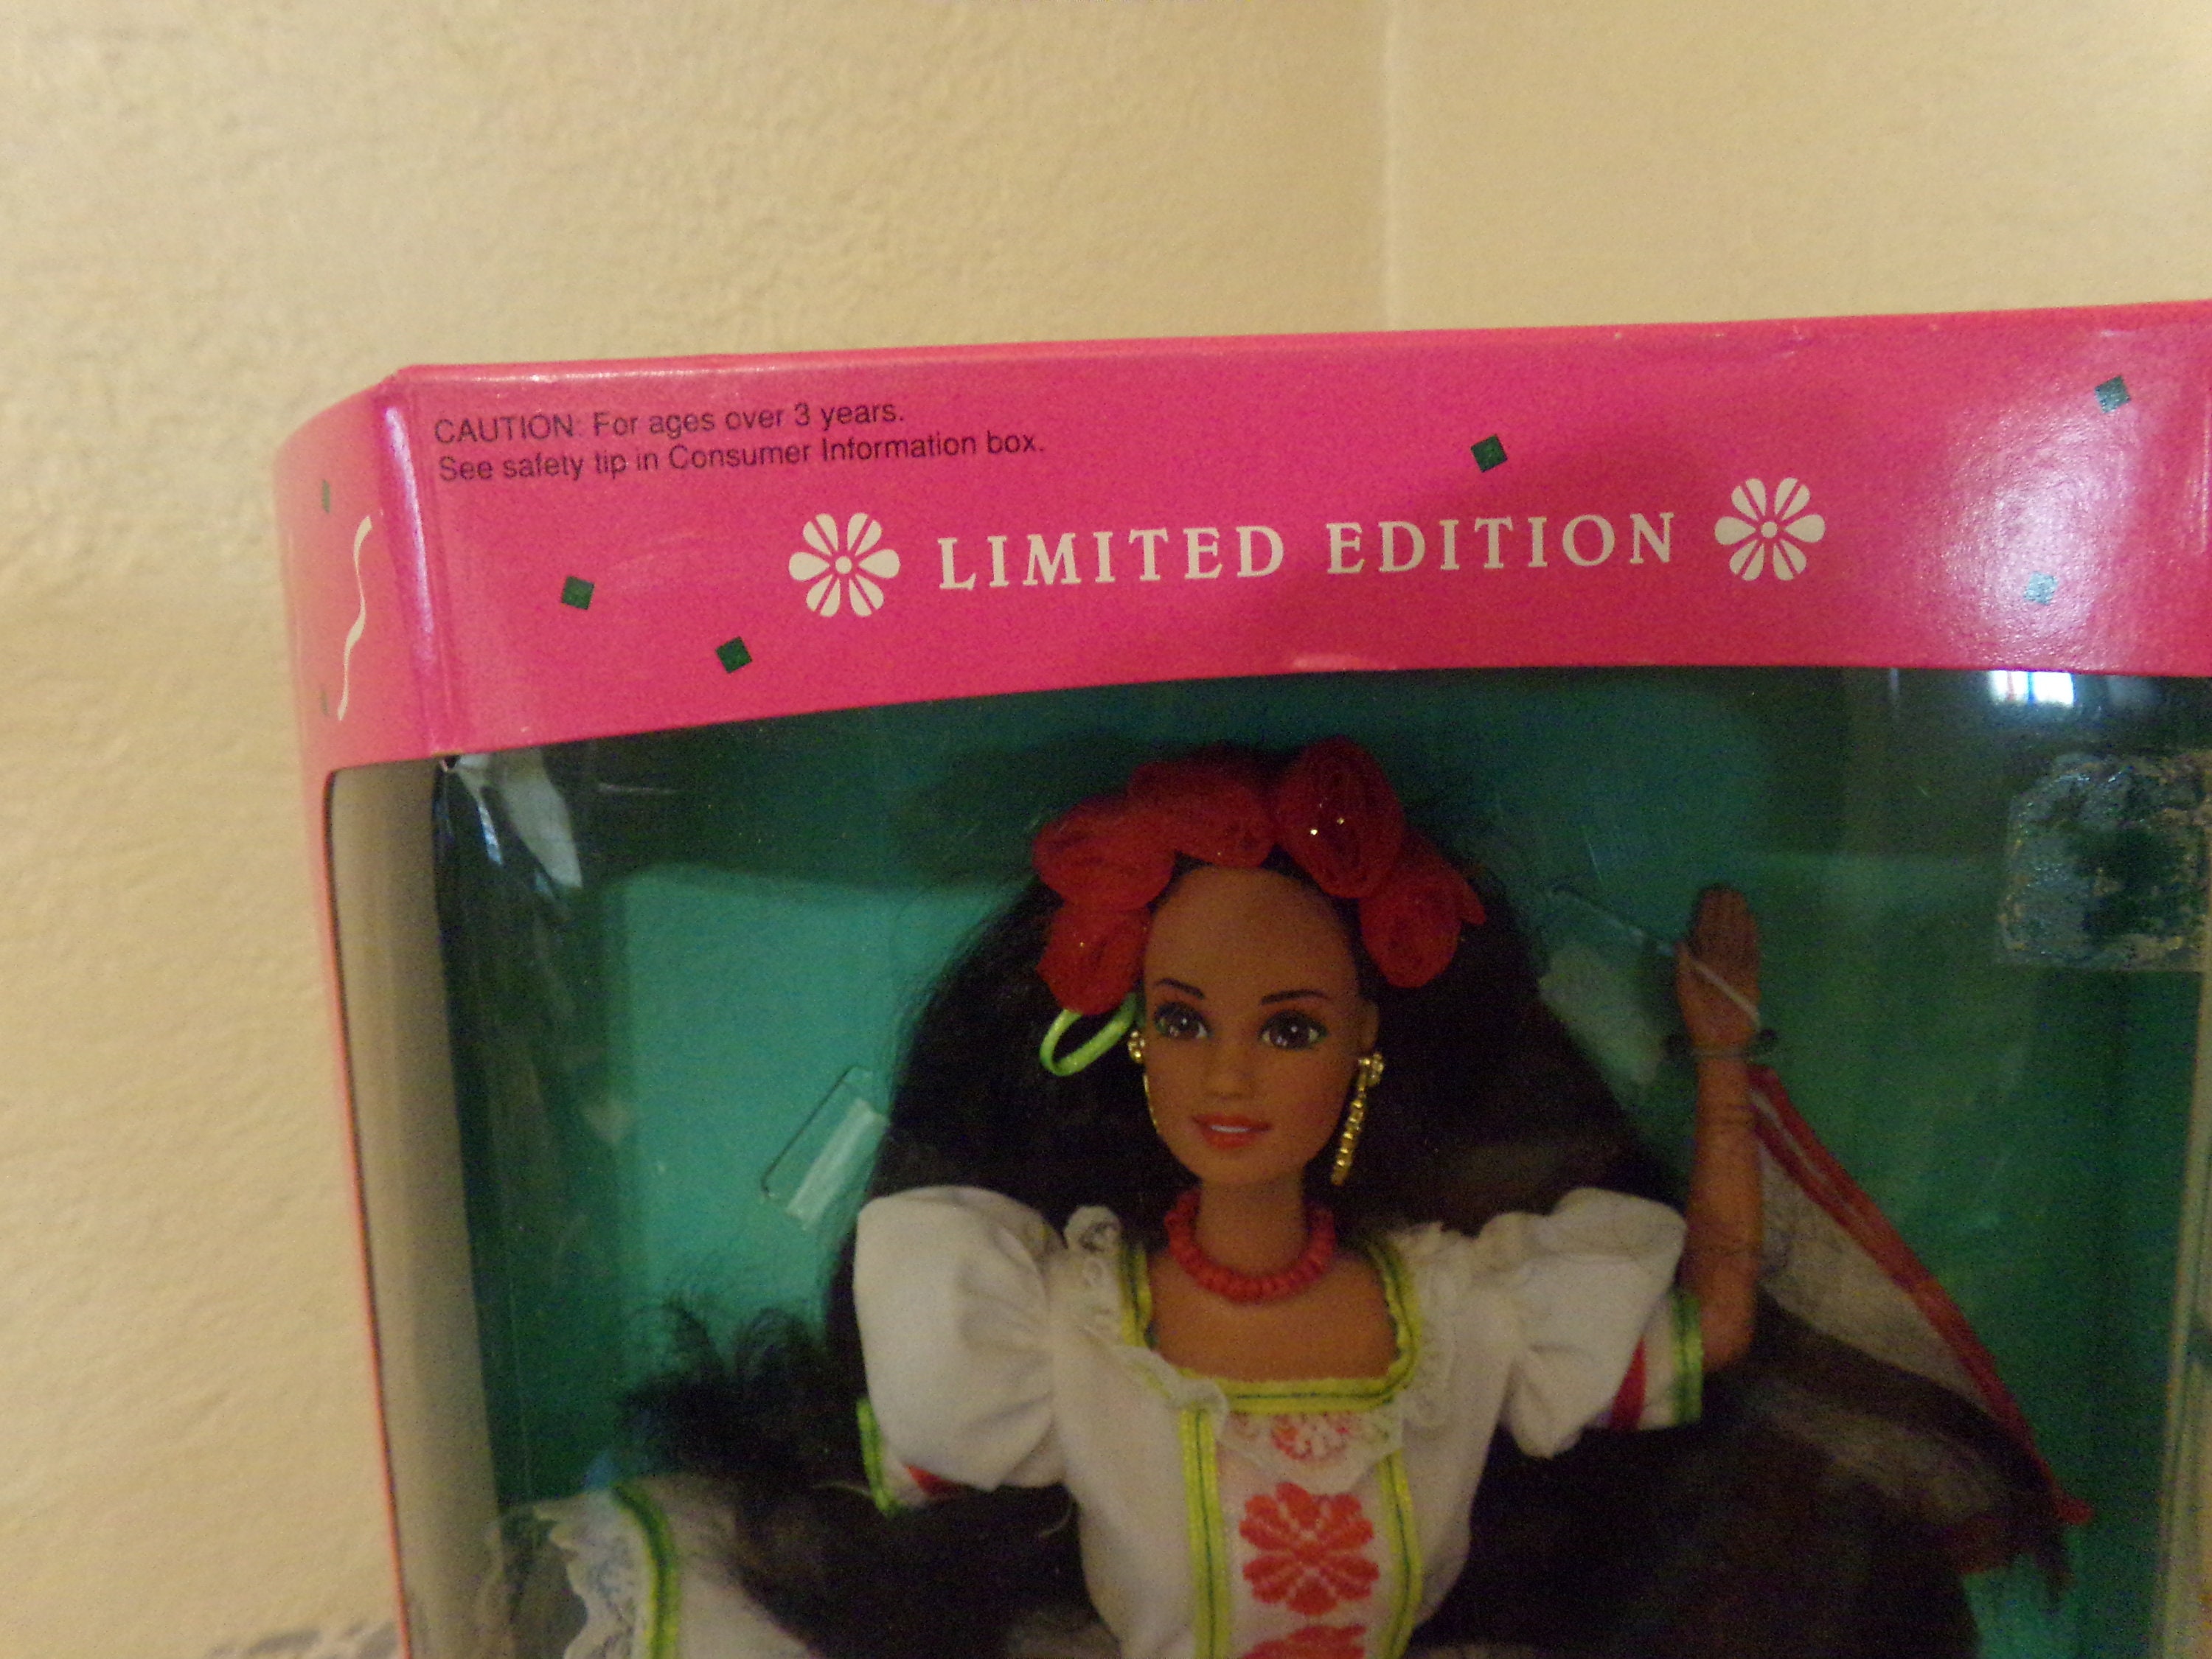 CAUTION: For ages over 3 years.
See safety tip in Consumer Information box.
LIMITED EDITION